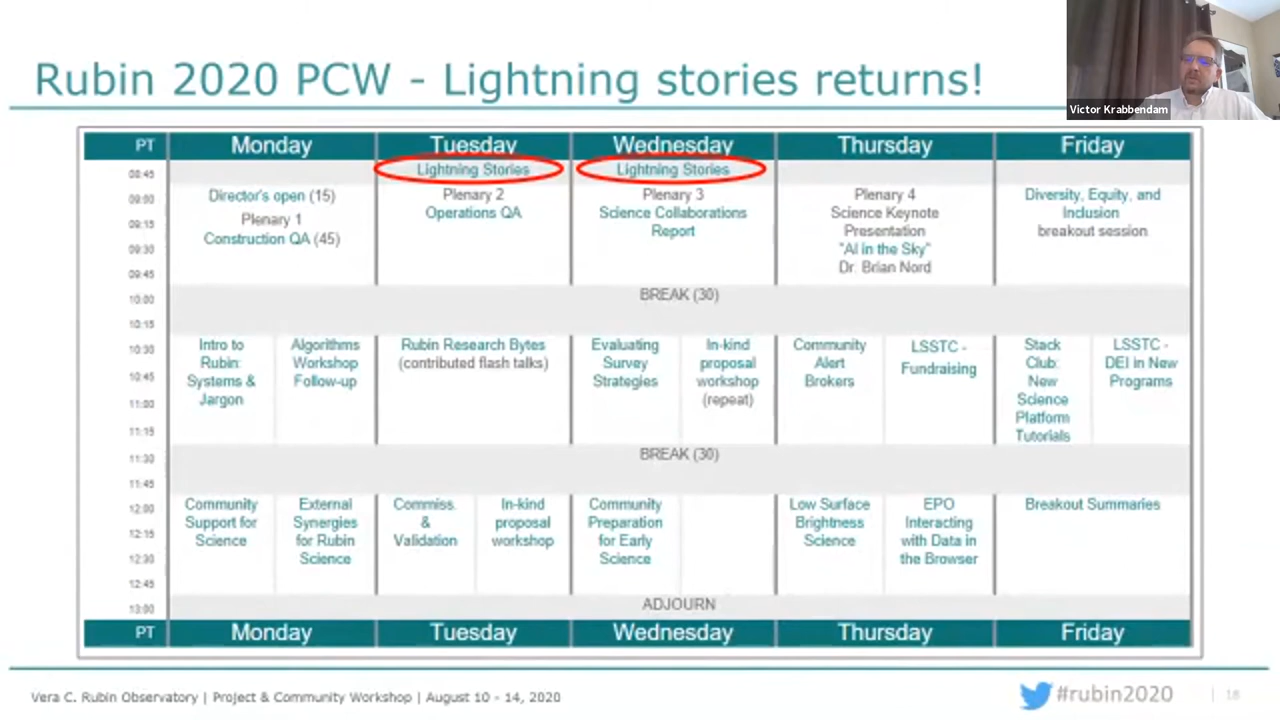 Rubin 2020 PCW - Lightning stories returns!
Victor Krabbendam
PT Monday Tuesday Wednesday Thursday Friday
08:45 Lightning Stories Lightning Stories
09:00
09:15
09:30
09:45
Director's open (15)
Plenary 1
Construction QA (45)
Plenary 2
Operations QA
Plenary 3
Science Collaborations
Report
Plenary 4
Science Keynote
Presentation
"AI in the Sky"
Dr. Brian Nord
Diversity, Equity, and
Inclusion
breakout session
10:00 BREAK (30)
10:15
10:30
10:45
11:00
11:15
Intro to
Rubin:
Systems &
Jargon
Algorithms
Workshop
Follow-up
Rubin Research Bytes
(contributed flash talks)
Evaluating
Survey
Strategies
In-kind
proposal
workshop
(repeat)
Community
Alert
Brokers
LSSTC -
Fundraising
Stack
Club:
New
Science
Platform
Tutorials
LSSTC -
DEI in New
Programs
11:30 BREAK (30)
11:45
12:00
12:15
12:30
12:45
Community
Support for
Science
External
Synergies
for Rubin
Science
Commiss.
&
Validation
In-kind
proposal
workshop
Community
Preparation
for Early
Science
Low Surface
Brightness
Science
EPO
Interacting
with Data in
the Browser
Breakout Summaries
13:00 ADJOURN
PT Monday Tuesday Wednesday Thursday Friday
Vera C. Rubin Observatory | Project & Community Workshop | August 10 - 14, 2020
#rubin2020 | 18